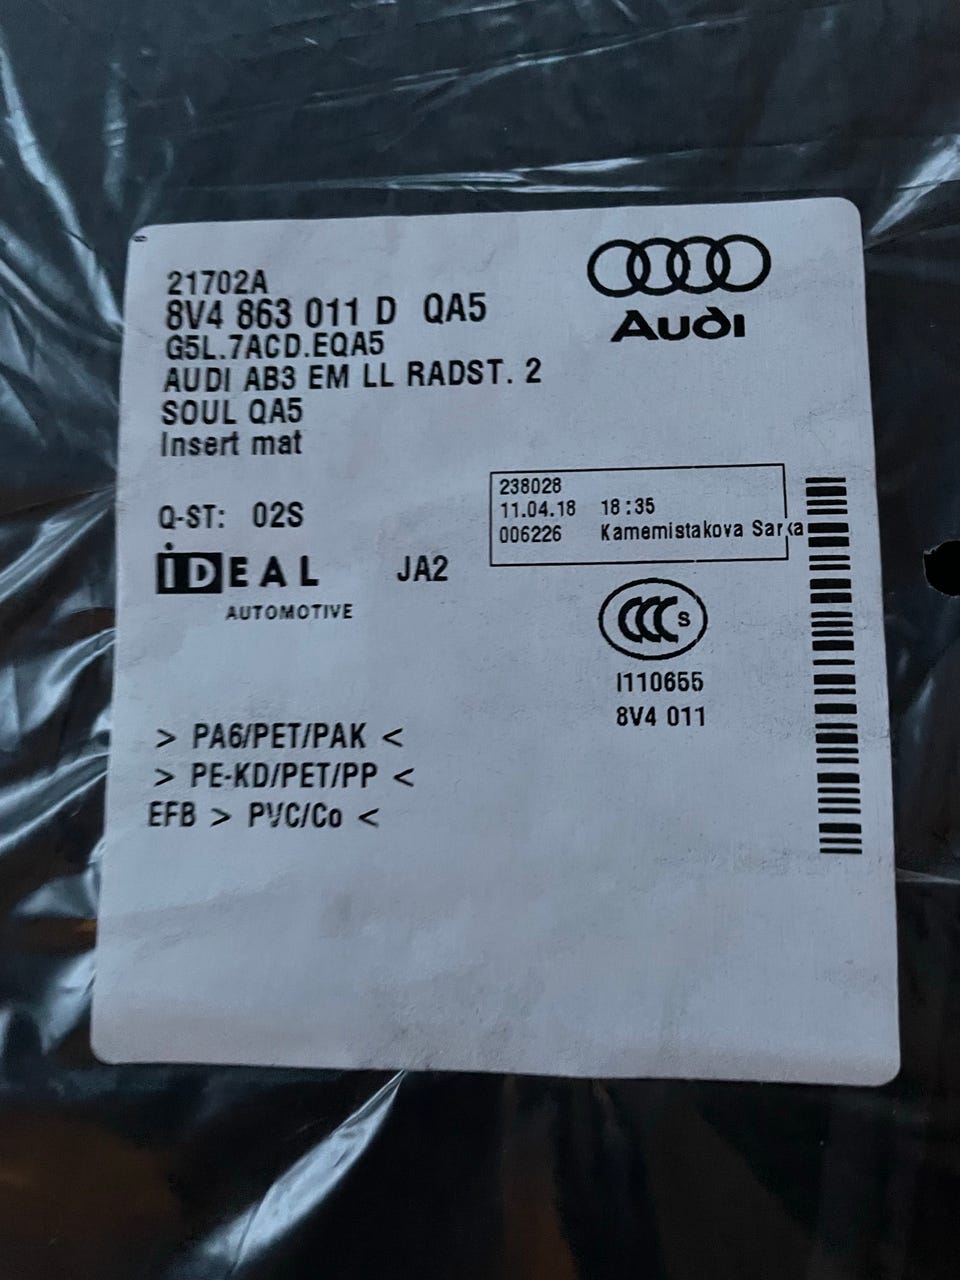 21702A
8V4 863 011 D QA5
G5L.7ACD.EQA5
AUDI AB3 EM LL RADST. 2
SOUL QA5
Insert mat
Audi
Q-ST: 02S
238028
11.04.18 18:35
006226 Kamemistakova Sarka
IDEAL JA2
AUTOMOTIVE
CCC S
I110655
8V4 011
> PA6/PET/PAK <
> PE-KD/PET/PP <
EFB > PVC/Co <